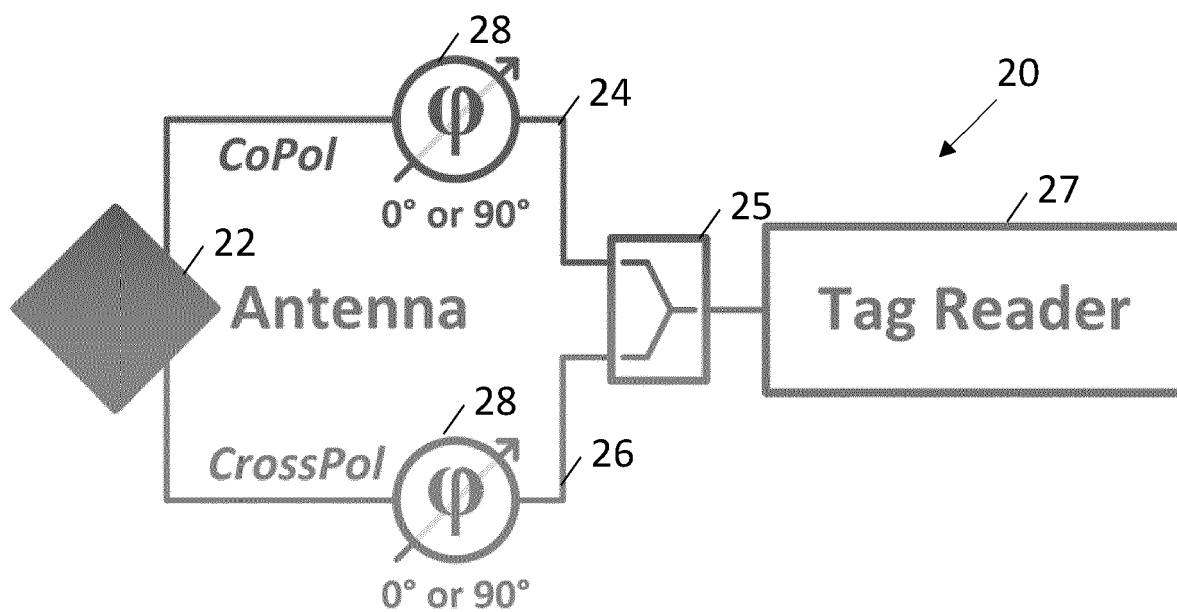 28
24
20
φ
CoPol
0° or 90°
25
27
22
Antenna
Tag Reader
28
CrossPol
φ
26
0° or 90°